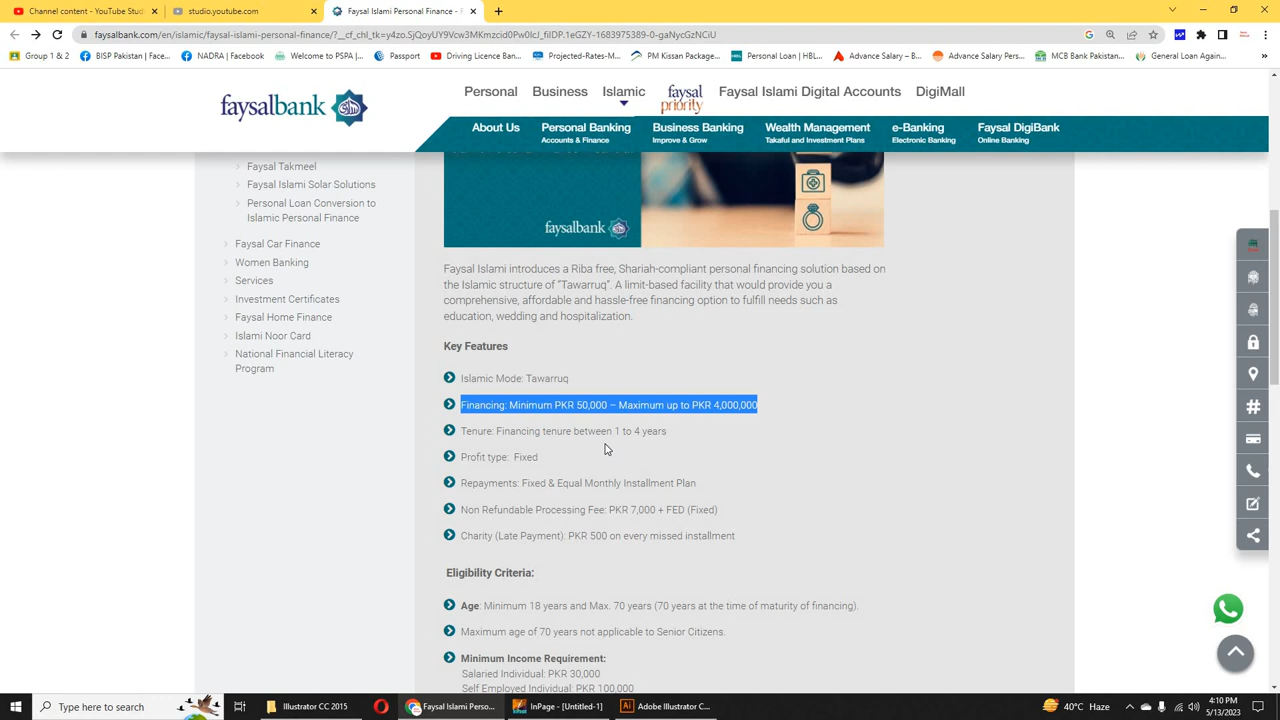 Channel content - YouTube Stud
studio.youtube.com
Faysal Islami Personal Finance -
faysalbank.com/en/islamic/faysal-islami-personal-finance/?__cf_chl_tk=
Group 1 & 2
BISP Pakistan | Face...
NADRA | Facebook
Welcome to PSPA
Passport
Driving Licence Ban...
Projected-Rates-M...
PM Kissan Package...
Personal Loan | HBL...
Advance Salary – B...
Advance Salary Pers...
MCB Bank Pakistan...
General Loan Again...
faysalbank
Personal
Business
Islamic
faysal priority
Faysal Islami Digital Accounts
DigiMall
About Us
Personal Banking
Accounts & Finance
Business Banking
Improve & Grow
Wealth Management
Takaful and Investment Plans
e-Banking
Electronic Banking
Faysal DigiBank
Online Banking
Faysal Takmeel
Faysal Islami Solar Solutions
Personal Loan Conversion to
Islamic Personal Finance
Faysal Car Finance
Women Banking
Services
Investment Certificates
Faysal Home Finance
Islami Noor Card
National Financial Literacy
Program
faysalbank
Faysal Islami introduces a Riba free, Shariah-compliant personal financing solution based on
the Islamic structure of “Tawarruq”. A limit-based facility that would provide you a
comprehensive, affordable and hassle-free financing option to fulfill needs such as
education, wedding and hospitalization.
Key Features
Islamic Mode: Tawarruq
Financing: Minimum PKR 50,000 – Maximum up to PKR 4,000,000
Tenure: Financing tenure between 1 to 4 years
Profit type: Fixed
Repayments: Fixed & Equal Monthly Installment Plan
Non Refundable Processing Fee: PKR 7,000 + FED (Fixed)
Charity (Late Payment): PKR 500 on every missed installment
Eligibility Criteria:
Age: Minimum 18 years and Max. 70 years (70 years at the time of maturity of financing).
Maximum age of 70 years not applicable to Senior Citizens.
Minimum Income Requirement:
Salaried Individual: PKR 30,000
Self Employed Individual: PKR 100,000
Type here to search
Illustrator CC 2015
Faysal Islami Perso...
InPage - [Untitled-1]
Adobe Illustrator C...
40°C Haze
4:10 PM
5/13/2023